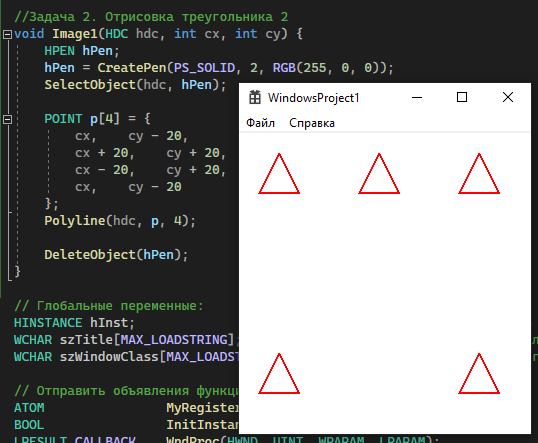 //Задача 2. Отрисовка треугольника 2
void Image1(HDC hdc, int cx, int cy) {
HPEN hPen;
hPen = CreatePen(PS_SOLID, 2, RGB(255, 0, 0));
SelectObject(hdc, hPen);
POINT p[4] = {
cx, cy - 20,
cx + 20, cy + 20,
cx - 20, cy + 20,
cx, cy - 20
};
Polyline(hdc, p, 4);
DeleteObject(hPen);
}
WindowsProject1
Файл Справка
// Глобальные переменные:
HINSTANCE hInst;
WCHAR szTitle[MAX_LOADSTRING];
WCHAR szWindowClass[MAX_LOADST
// Отправить объявления функци
ATOM MyRegister
BOOL InitInstan
LRESULT CALLBACK WndProc(HWND, UINT, WPARAM, LPARAM);